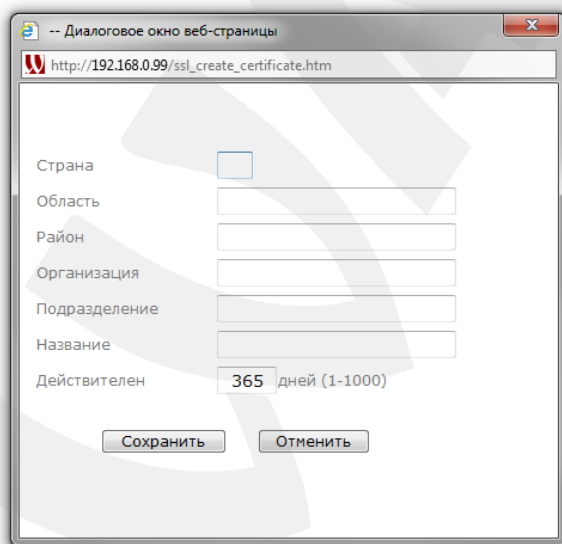 -- Диалоговое окно веб-страницы
x
http://192.168.0.99/ssl_create_certificate.htm
Страна
Область
Район
Организация
Подразделение
Название
Действителен 365 дней (1-1000)
Сохранить Отменить